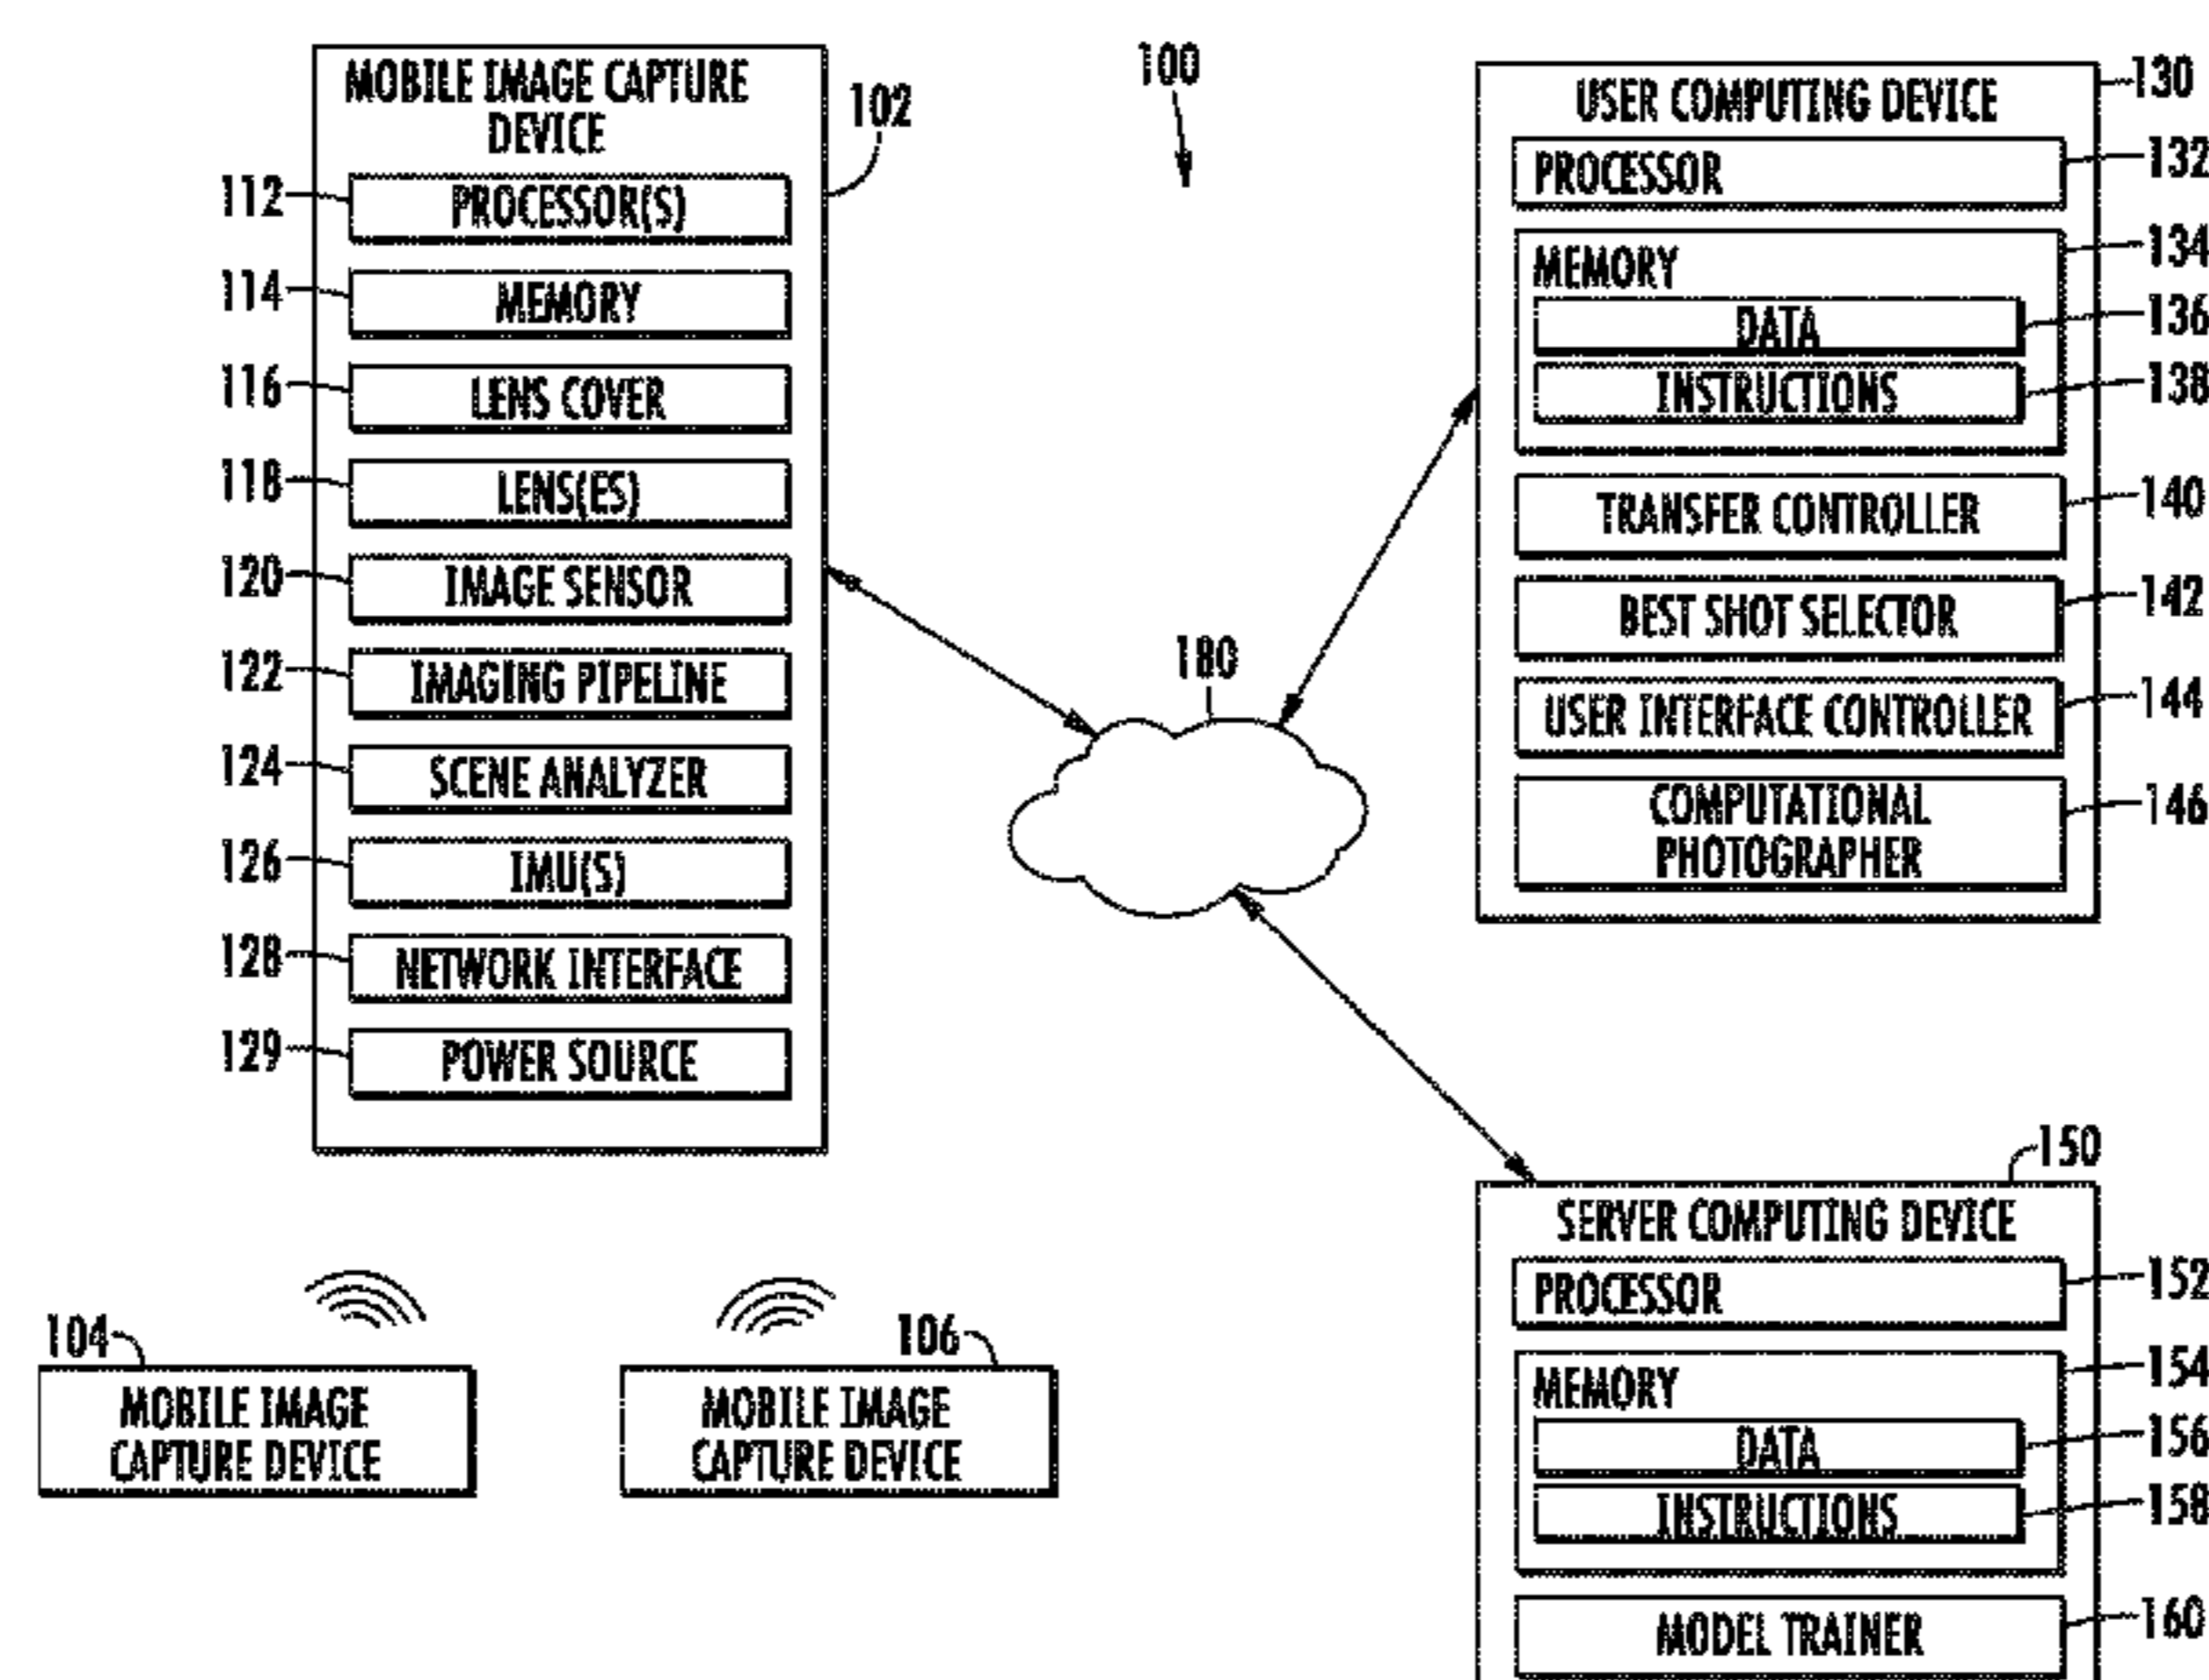 MOBILE IMAGE CAPTURE
DEVICE
102
112
PROCESSOR(S)
114
MEMORY
116
LENS COVER
118
LENS(ES)
120
IMAGE SENSOR
122
IMAGING PIPELINE
124
SCENE ANALYZER
126
IMU(S)
128
NETWORK INTERFACE
129
POWER SOURCE
100
180
USER COMPUTING DEVICE
130
PROCESSOR
132
MEMORY
134
DATA
136
INSTRUCTIONS
138
TRANSFER CONTROLLER
140
BEST SHOT SELECTOR
142
USER INTERFACE CONTROLLER
144
COMPUTATIONAL
PHOTOGRAPHER
146
104
MOBILE IMAGE
CAPTURE DEVICE
106
MOBILE IMAGE
CAPTURE DEVICE
150
SERVER COMPUTING DEVICE
PROCESSOR
152
MEMORY
154
DATA
156
INSTRUCTIONS
158
MODEL TRAINER
160